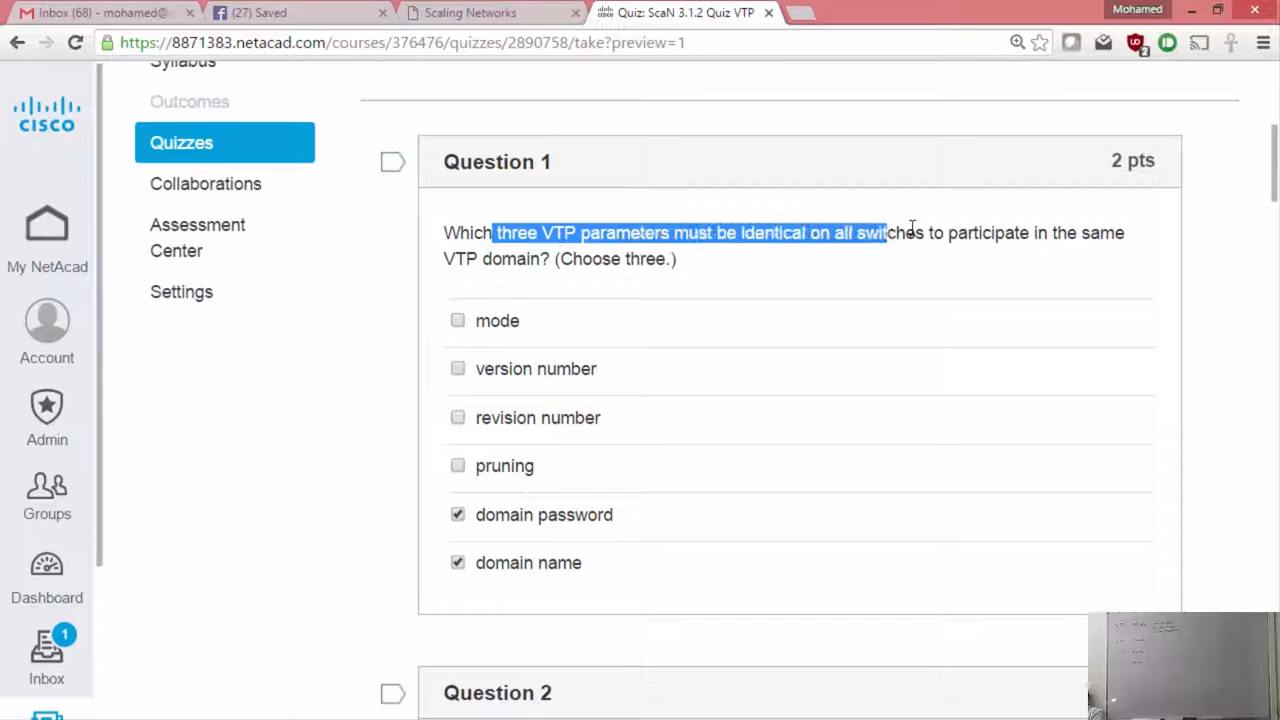 Inbox (68) - mohamed@
(27) Saved
Scaling Networks
Quiz: ScaN 3.1.2 Quiz VTP
Mohamed
https://8871383.netacad.com/courses/376476/quizzes/2890758/take?preview=1
2
CISCO
My NetAcad
Account
Admin
Groups
Dashboard
1
Inbox
Syllabus
Outcomes
Quizzes
Collaborations
Assessment
Center
Settings
Question 1
2 pts
Which three VTP parameters must be identical on all switches to participate in the same
VTP domain? (Choose three.)
mode
version number
revision number
pruning
domain password
domain name
Question 2